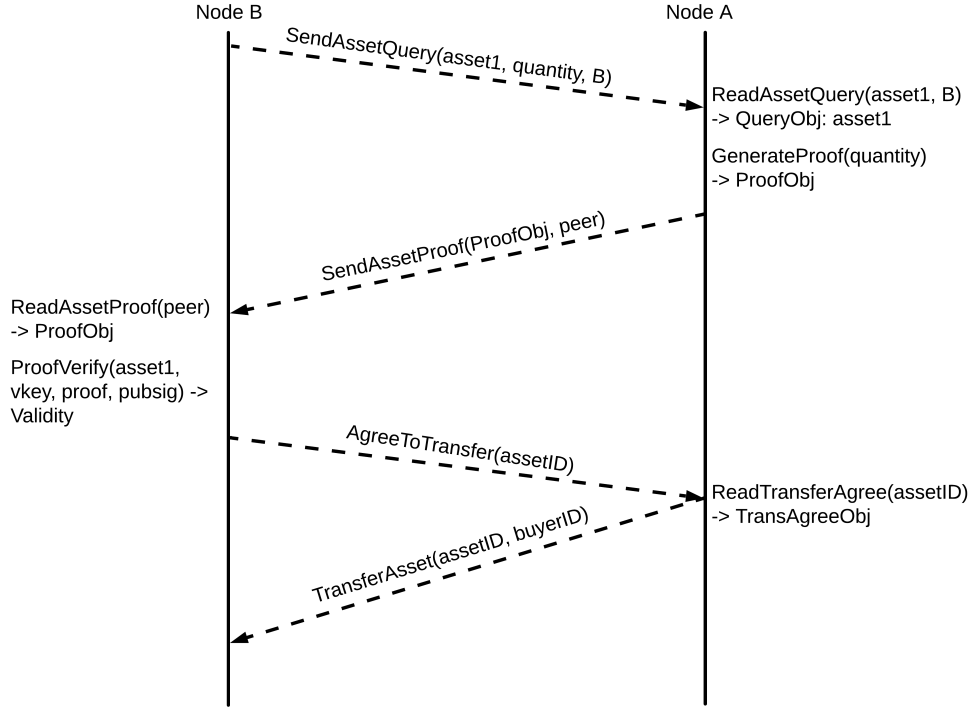 Node B
Node A
SendAssetQuery(asset1, quantity, B)
ReadAssetQuery(asset1, B)
-> QueryObj: asset1
GenerateProof(quantity)
-> ProofObj
SendAssetProof(ProofObj, peer)
ReadAssetProof(peer)
-> ProofObj
ProofVerify(asset1,
vkey, proof, pubsig) ->
Validity
AgreeToTransfer(assetID)
ReadTransferAgree(assetID)
-> TransAgreeObj
TransferAsset(assetID, buyerID)